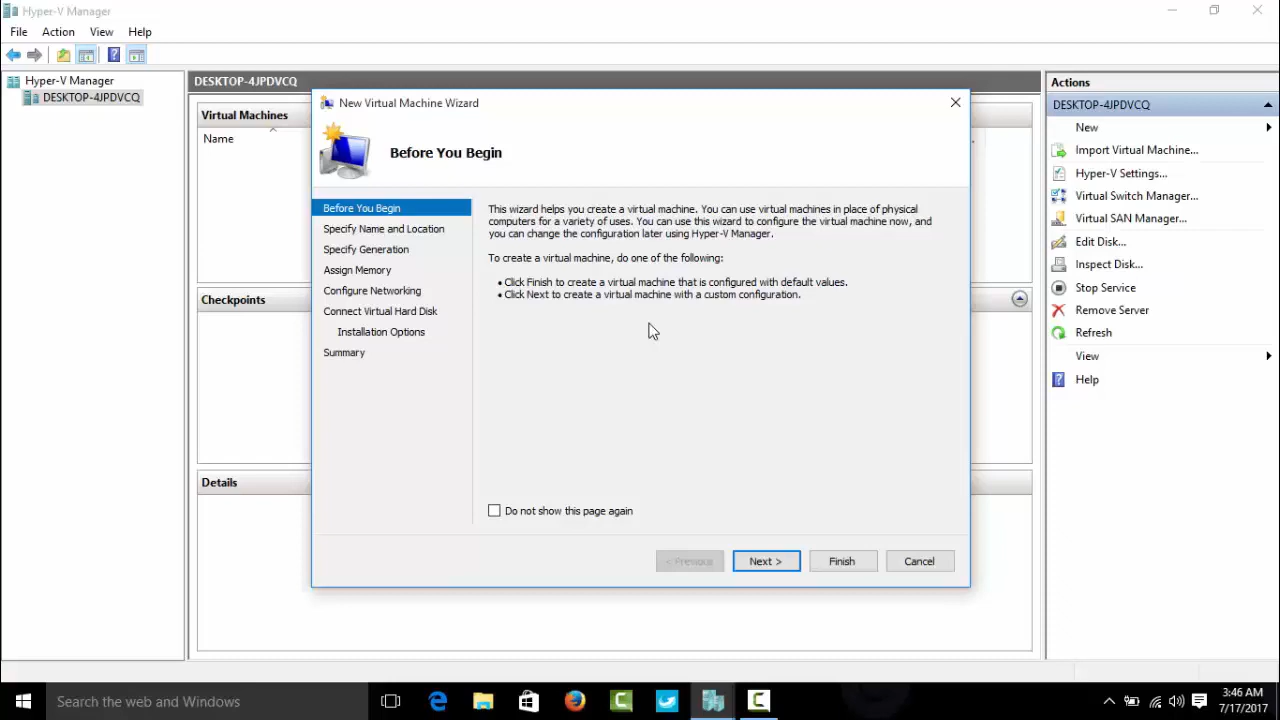 Hyper-V Manager
File Action View Help
Hyper-V Manager
DESKTOP-4JPDVCQ
DESKTOP-4JPDVCQ
Virtual Machines
Name
Checkpoints
Details
New Virtual Machine Wizard
Before You Begin
Before You Begin
Specify Name and Location
Specify Generation
Assign Memory
Configure Networking
Connect Virtual Hard Disk
Installation Options
Summary
This wizard helps you create a virtual machine. You can use virtual machines in place of physical
computers for a variety of uses. You can use this wizard to configure the virtual machine now, and
you can change the configuration later using Hyper-V Manager.
To create a virtual machine, do one of the following:
• Click Finish to create a virtual machine that is configured with default values.
• Click Next to create a virtual machine with a custom configuration.
Do not show this page again
< Previous Next > Finish Cancel
Actions
DESKTOP-4JPDVCQ
New
Import Virtual Machine...
Hyper-V Settings...
Virtual Switch Manager...
Virtual SAN Manager...
Edit Disk...
Inspect Disk...
Stop Service
Remove Server
Refresh
View
Help
Search the web and Windows
3:46 AM
7/17/2017